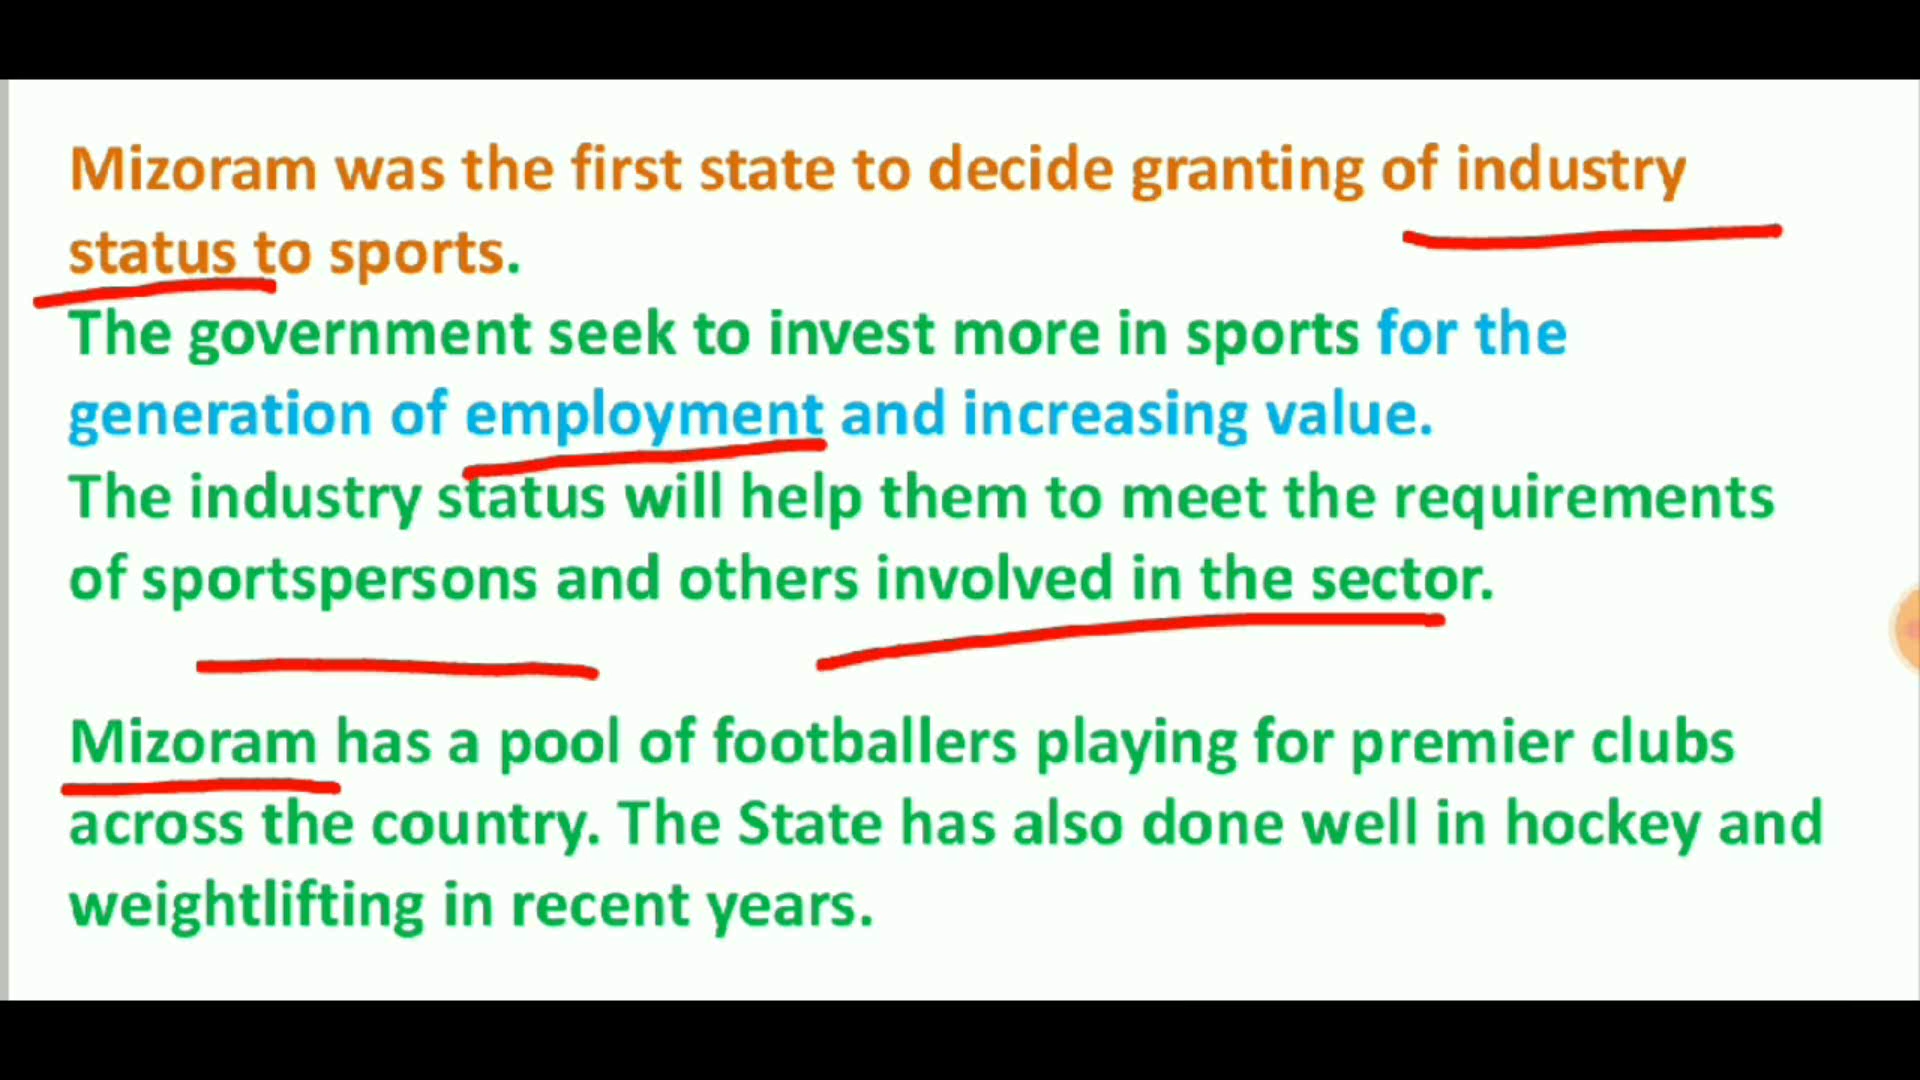 Mizoram was the first state to decide granting of industry
status to sports.
The government seek to invest more in sports for the
generation of employment and increasing value.
The industry status will help them to meet the requirements
of sportspersons and others involved in the sector.
Mizoram has a pool of footballers playing for premier clubs
across the country. The State has also done well in hockey and
weightlifting in recent years.